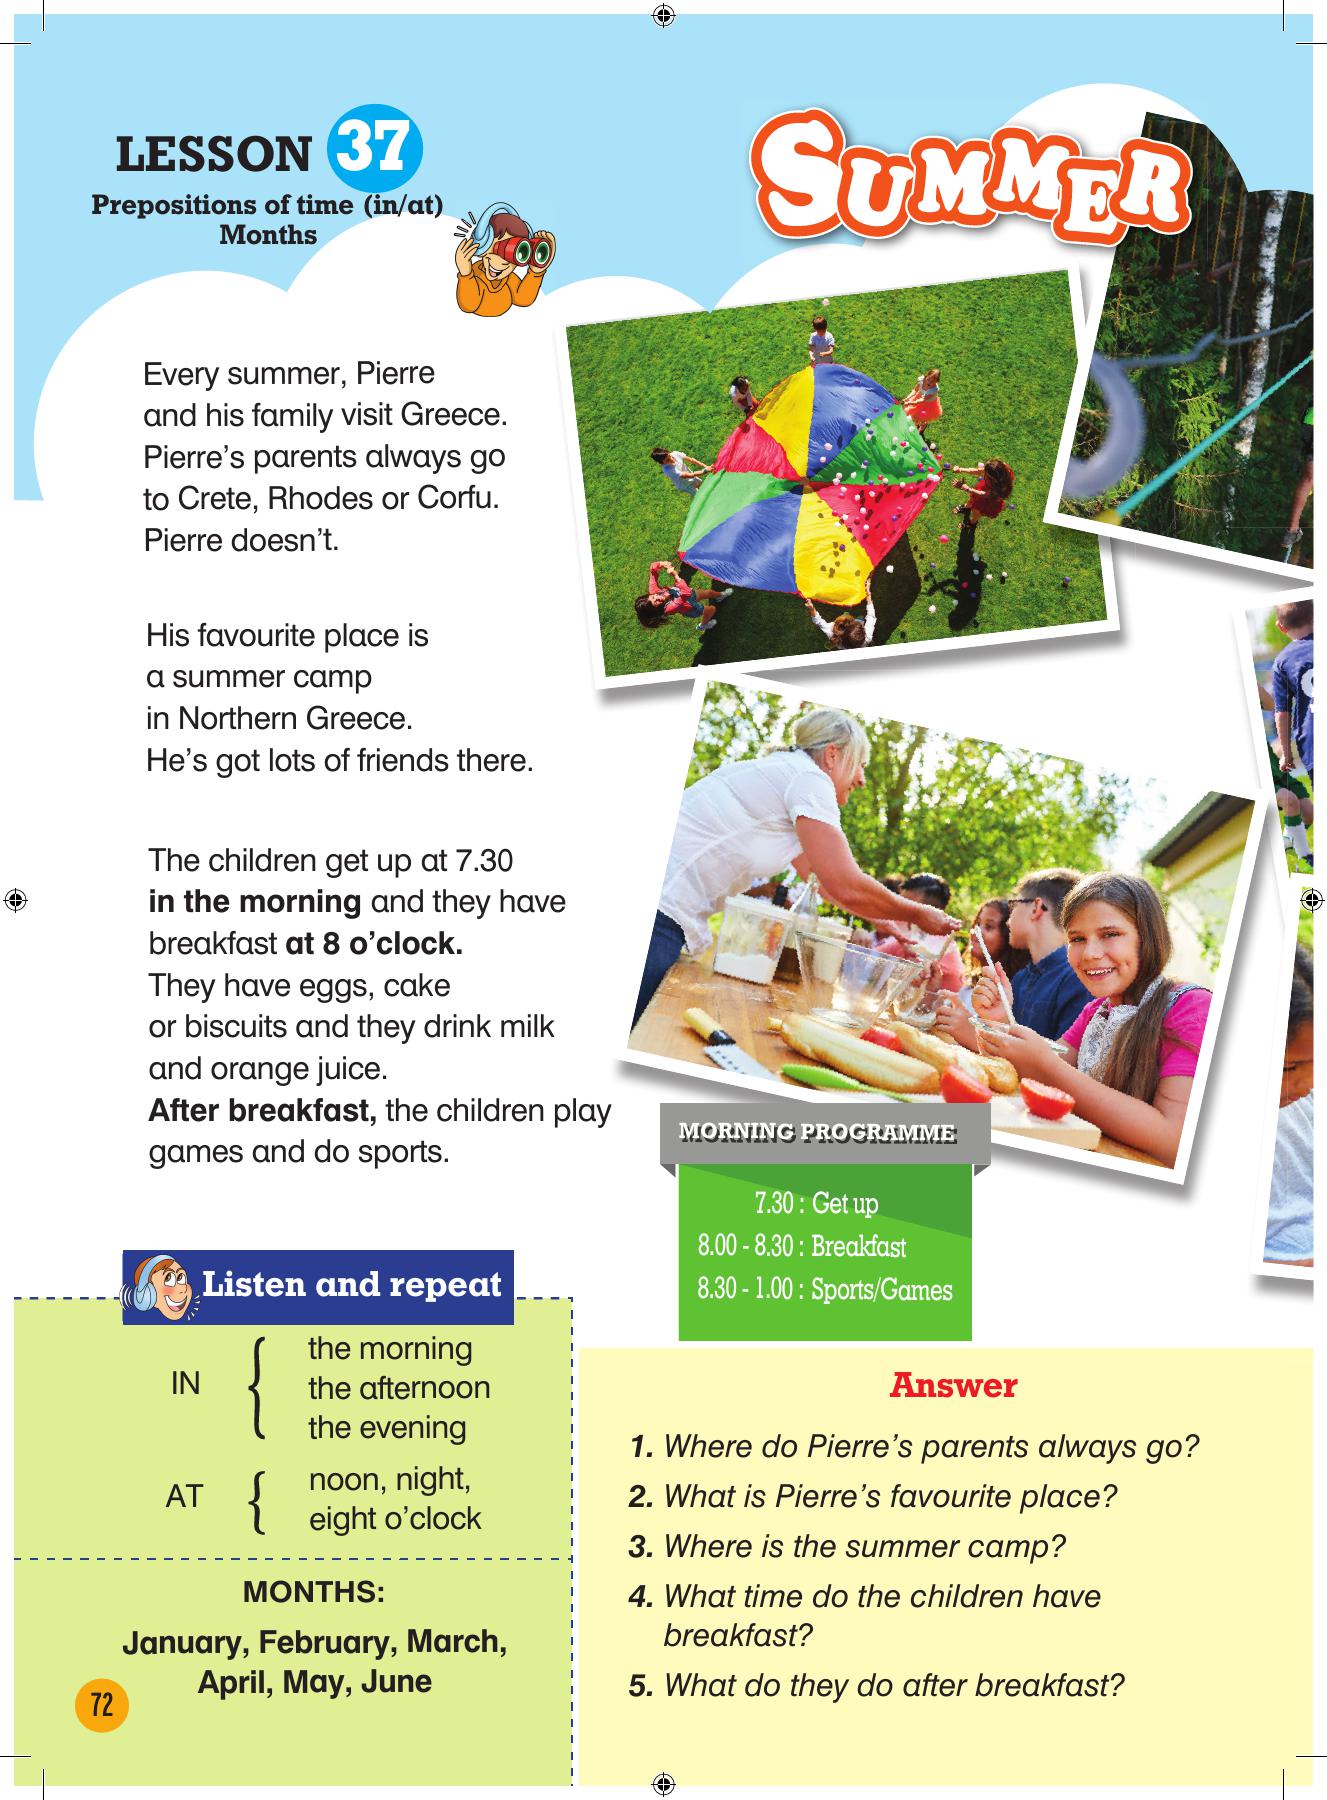 LESSON 37
Prepositions of time (in/at)
Months
SUMMER
Every summer, Pierre
and his family visit Greece.
Pierre's parents always go
to Crete, Rhodes or Corfu.
Pierre doesn't.
His favourite place is
a summer camp
in Northern Greece.
He's got lots of friends there.
The children get up at 7.30
in the morning and they have
breakfast at 8 o'clock.
They have eggs, cake
or biscuits and they drink milk
and orange juice.
After breakfast, the children play
games and do sports.
MORNING PROGRAMME
7.30 : Get up
8.00 - 8.30 : Breakfast
8.30 - 1.00 : Sports/Games
Listen and repeat
IN { the morning
the afternoon
the evening
AT { noon, night,
eight o'clock
MONTHS:
January, February, March,
April, May, June
72
Answer
1. Where do Pierre's parents always go?
2. What is Pierre's favourite place?
3. Where is the summer camp?
4. What time do the children have
breakfast?
5. What do they do after breakfast?